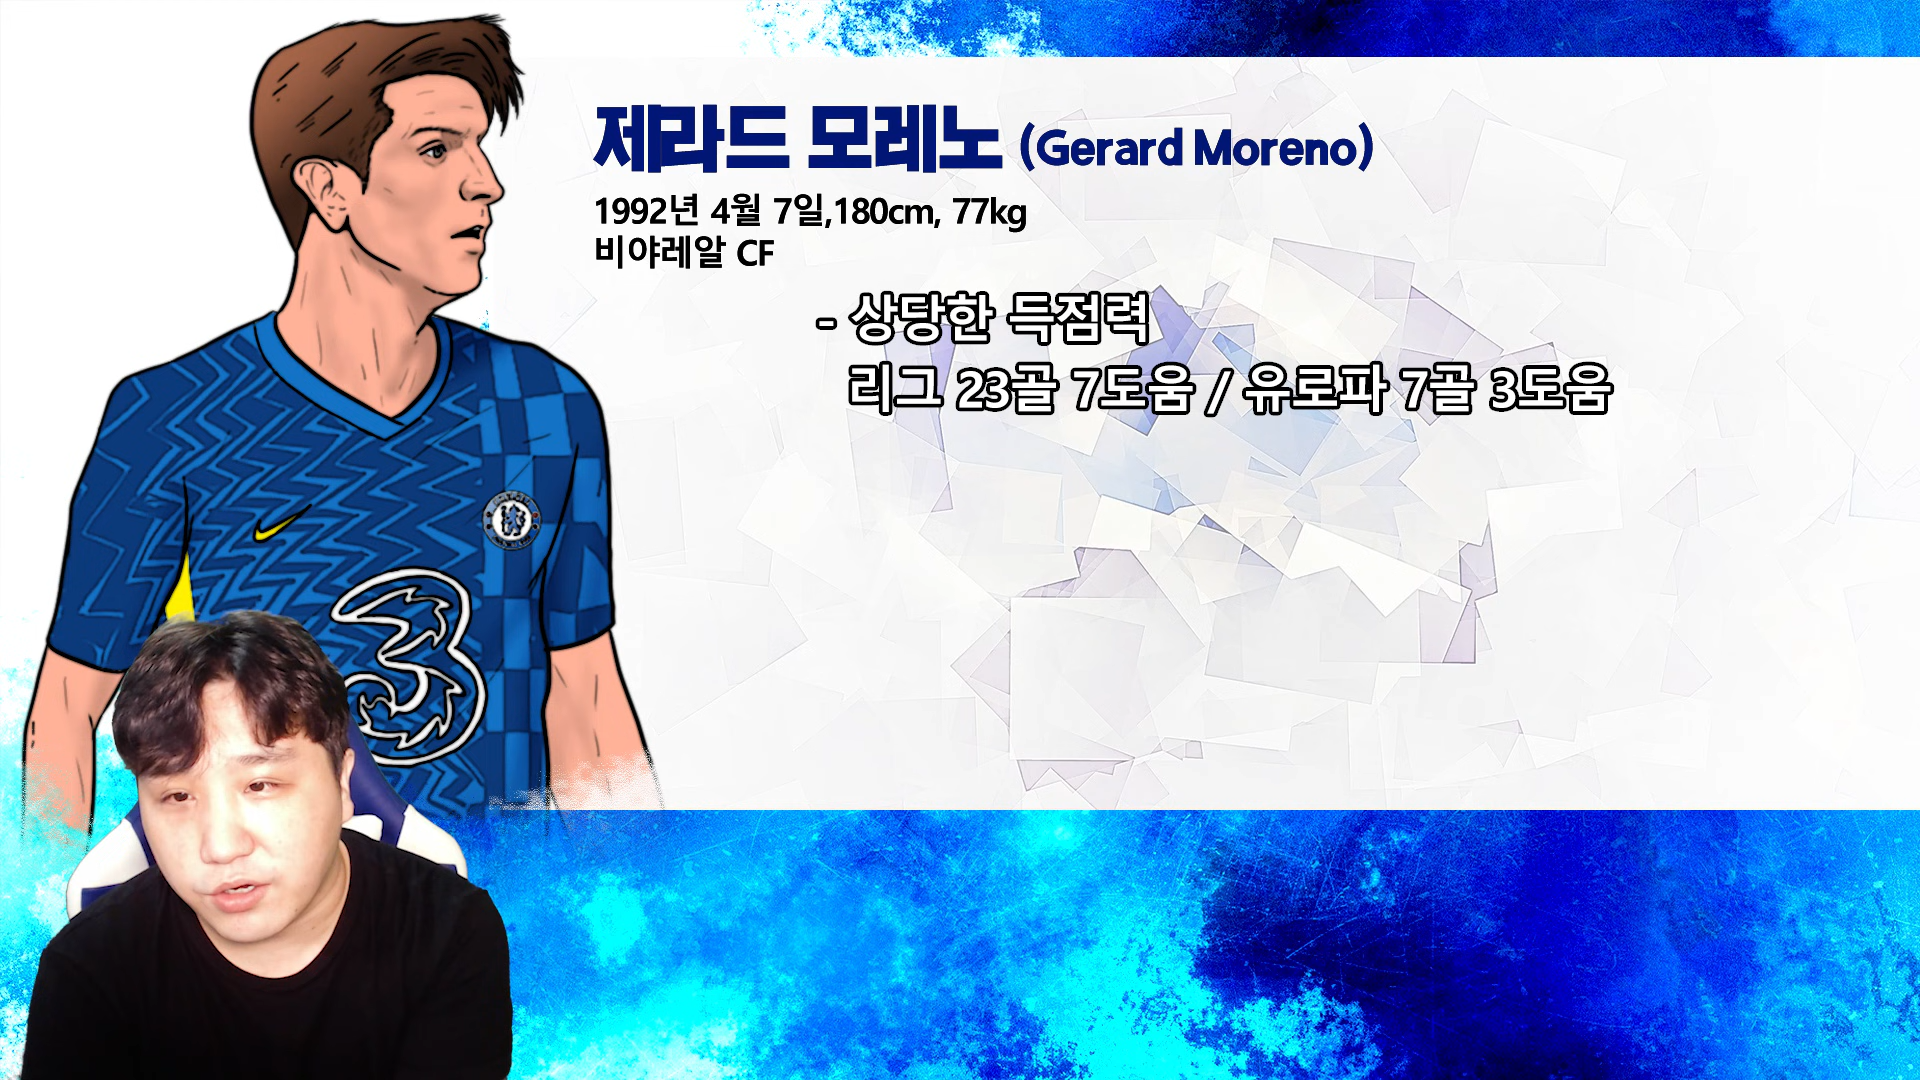 제라드 모레노 (Gerard Moreno)
1992년 4월 7일,180cm, 77kg
비야레알 CF
- 상당한 득점력
리그 23골 7도움 / 유로파 7골 3도움
3